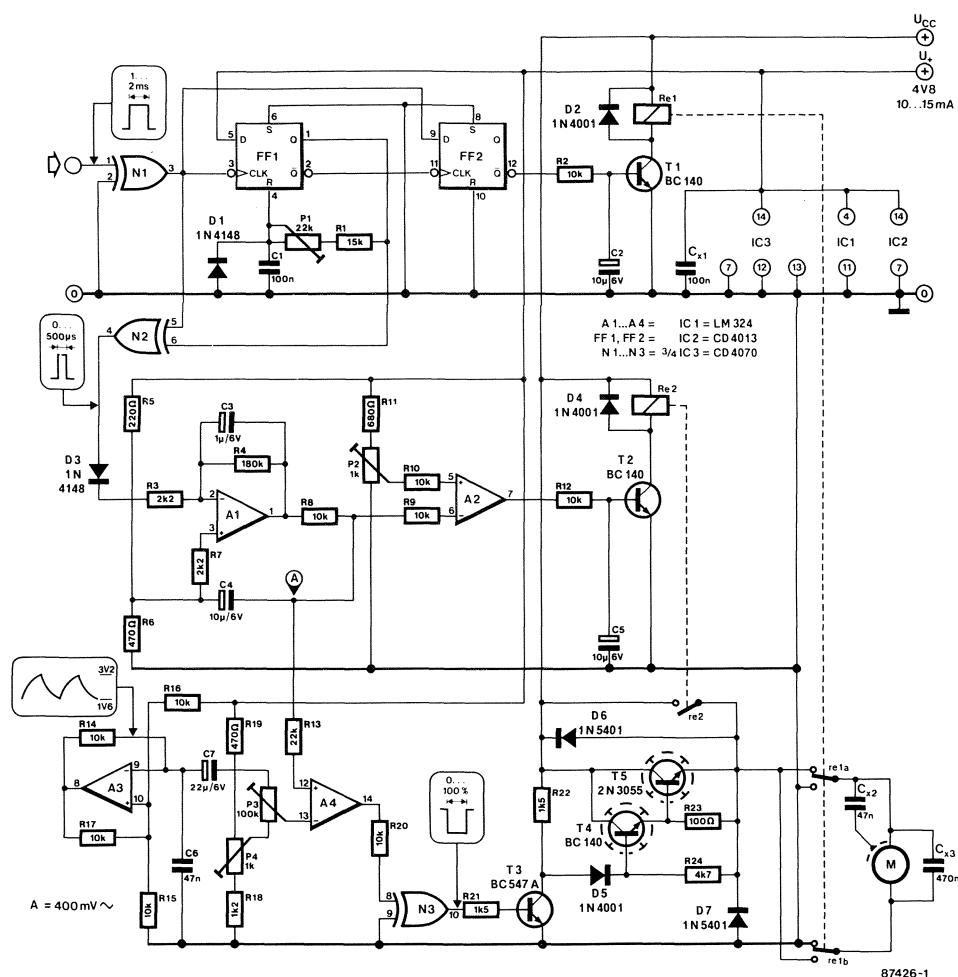 UCC
+
U+
+
4V8
10...15mA
1...
2ms
D2
1N4001
Re1
6
S
5
D
Q
1
FF1
3
CLK
Q
2
R
4
8
S
9
D
Q
FF2
11
CLK
Q
12
R
10
1
2
N1
3
R2
10k
T1
BC140
P1
22k
R1
15k
D1
1N4148
C1
100n
C2
10µ/6V
Cx1
100n
14
IC3
7
12
13
4
IC1
11
14
IC2
7
0
0
0...
500µs
4
N2
5
6
A1...A4 = IC1 = LM324
FF1, FF2 = IC2 = CD4013
N1...N3 = 3/4 IC3 = CD4070
R5
220Ω
C3
1µ/6V
R4
180k
R11
680Ω
P2
1k
D4
1N4001
Re2
D3
1N
4148
R3
2k2
2
3
A1
1
R8
10k
R10
10k
R9
10k
5
6
A2
7
R12
10k
T2
BC140
R7
2k2
C4
10µ/6V
A
R6
470Ω
C5
10µ/6V
3V2
1V6
R14
10k
R16
10k
R19
470Ω
R13
22k
D6
1N5401
re2
8
A3
9
10
C7
22µ/6V
P3
100k
12
13
A4
14
0...
100%
R22
1k5
T5
2N3055
R23
100Ω
T4
BC140
re1a
Cx2
47n
M
Cx3
470n
R17
10k
C6
47n
P4
1k
R20
10k
T3
BC547A
D5
1N4001
R24
4k7
A = 400mV ~
R15
10k
R18
1k2
8
9
N3
10
R21
1k5
D7
1N5401
re1b
87426-1